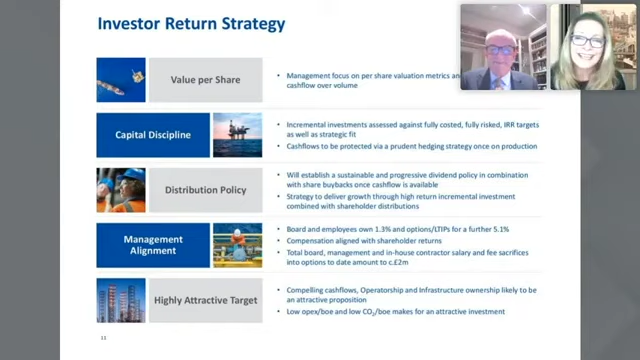 Investor Return Strategy
Value per Share
• Management focus on per share valuation metrics an
cashflow over volume
Capital Discipline
• Incremental investments assessed against fully costed, fully risked, IRR targets
as well as strategic fit
• Cashflows to be protected via a prudent hedging strategy once on production
Distribution Policy
• Will establish a sustainable and progressive dividend policy in combination
with share buybacks once cashflow is available
• Strategy to deliver growth through high return incremental investment
combined with shareholder distributions
Management
Alignment
• Board and employees own 1.3% and options/LTIPs for a further 5.1%
• Compensation aligned with shareholder returns
• Total board, management and in-house contractor salary and fee sacrifices
into options to date amount to c.£2m
Highly Attractive Target
• Compelling cashflows, Operatorship and Infrastructure ownership likely to be
an attractive proposition
• Low opex/boe and low CO₂/boe makes for an attractive investment
11